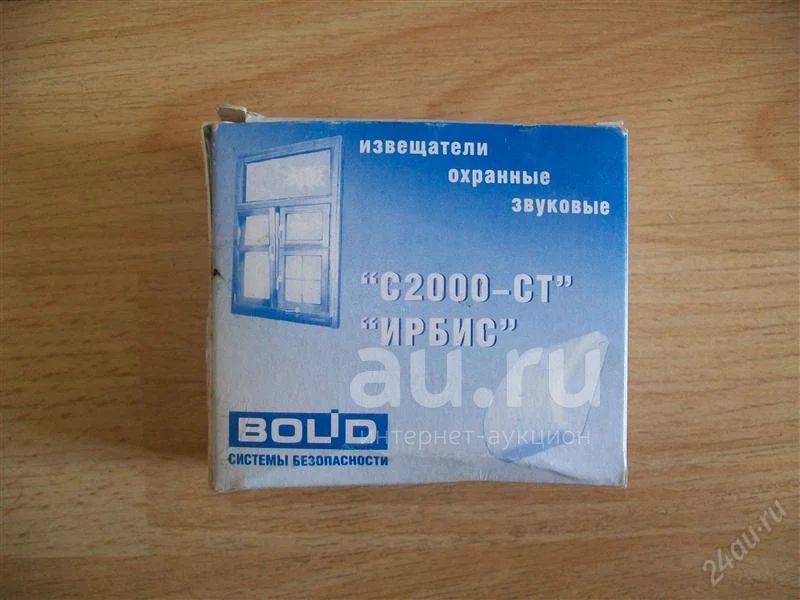 извещатели
охранные
звуковые
"С2000-СТ"
"ИРБИС"
au.ru
интернет-аукцион
BOLID
СИСТЕМЫ БЕЗОПАСНОСТИ
24au.ru